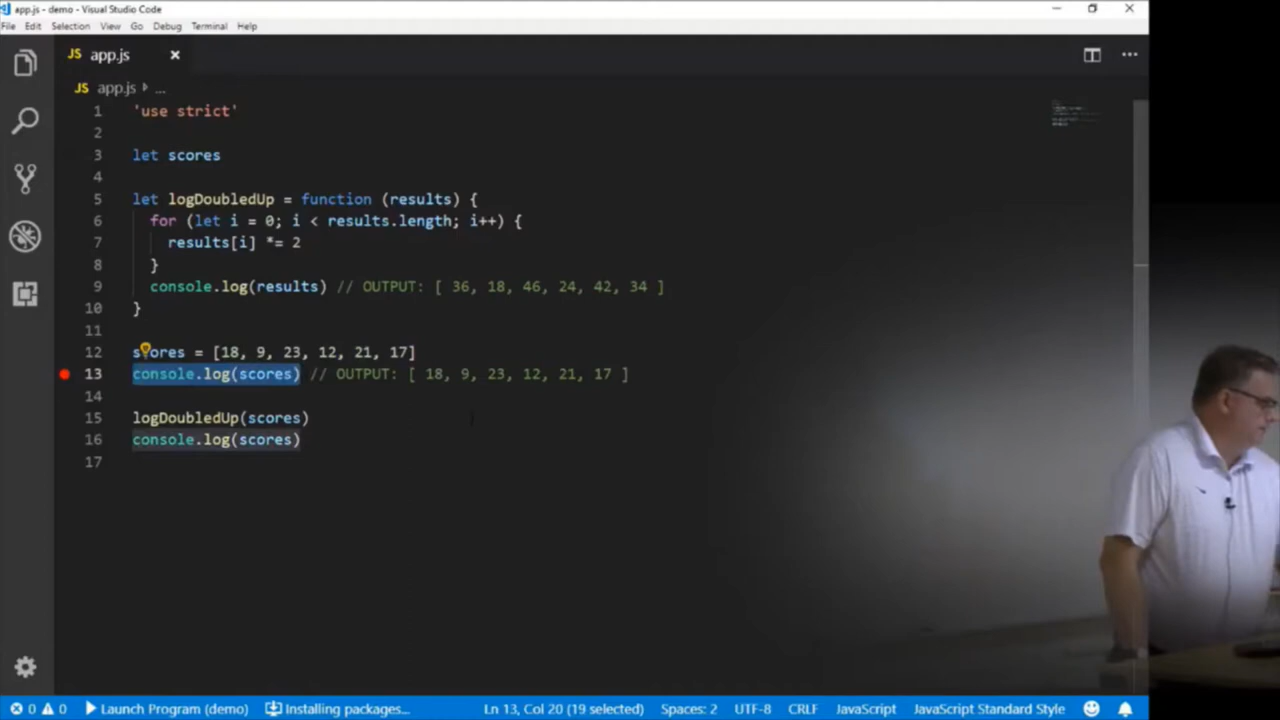 app.js - demo - Visual Studio Code
File Edit Selection View Go Debug Terminal Help
JS app.js
JS app.js ...
1 'use strict'
2
3 let scores
4
5 let logDoubledUp = function (results) {
6 for (let i = 0; i < results.length; i++) {
7 results[i] *= 2
8 }
9 console.log(results) // OUTPUT: [ 36, 18, 46, 24, 42, 34 ]
10 }
11
12 scores = [18, 9, 23, 12, 21, 17]
13 console.log(scores) // OUTPUT: [ 18, 9, 23, 12, 21, 17 ]
14
15 logDoubledUp(scores)
16 console.log(scores)
17
0 0 Launch Program (demo) Installing packages... Ln 13, Col 20 (19 selected) Spaces: 2 UTF-8 CRLF JavaScript JavaScript Standard Style